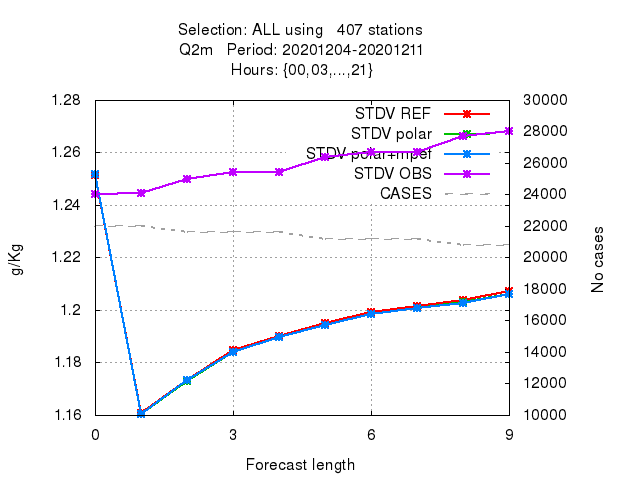 Selection: ALL using 407 stations
Q2m Period: 20201204-20201211
Hours: {00,03,...,21}
1.28
1.26
1.24
1.22
1.2
1.18
1.16
30000
28000
26000
24000
22000
20000
18000
16000
14000
12000
10000
STDV REF
STDV polar
STDV polar+mpef
STDV OBS
CASES
g/Kg
No cases
0 3 6 9
Forecast length